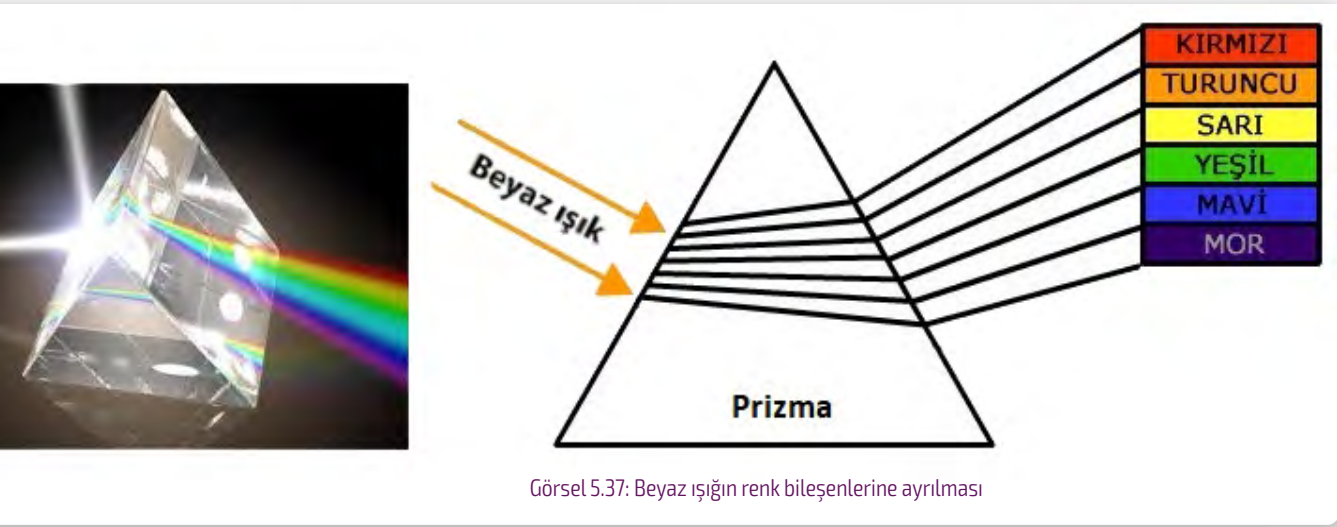 KIRMIZI
TURUNCU
SARI
YEŞİL
MAVİ
MOR
Beyaz ışık
Prizma
Görsel 5.37: Beyaz ışığın renk bileşenlerine ayrılması